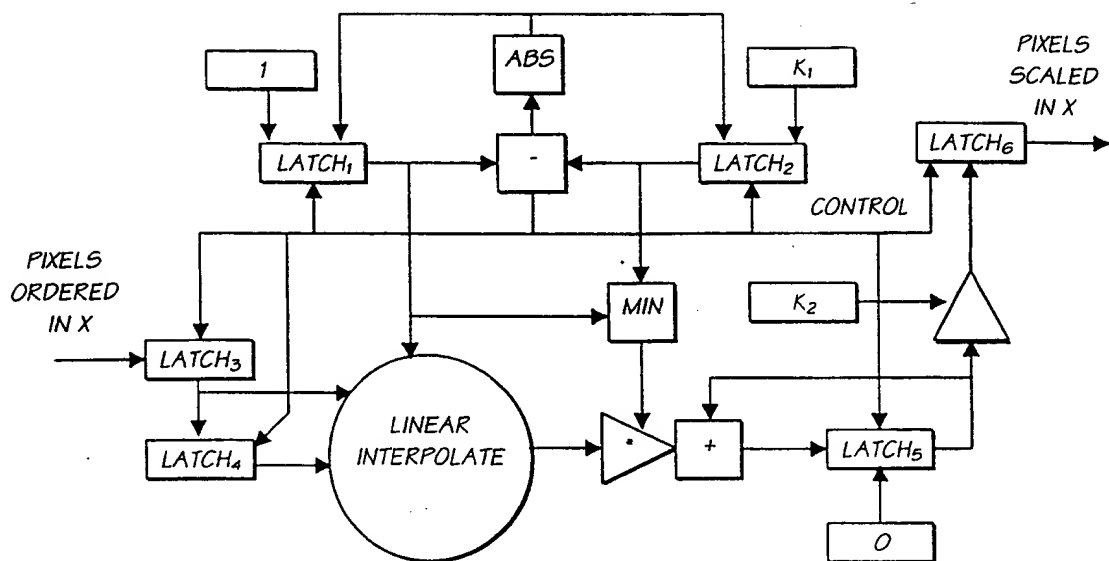 ABS
1
K1
PIXELS
SCALED
IN X
LATCH1
-
LATCH2
LATCH6
CONTROL
PIXELS
ORDERED
IN X
MIN
K2
LATCH3
LINEAR
INTERPOLATE
*
+
LATCH4
LATCH5
0